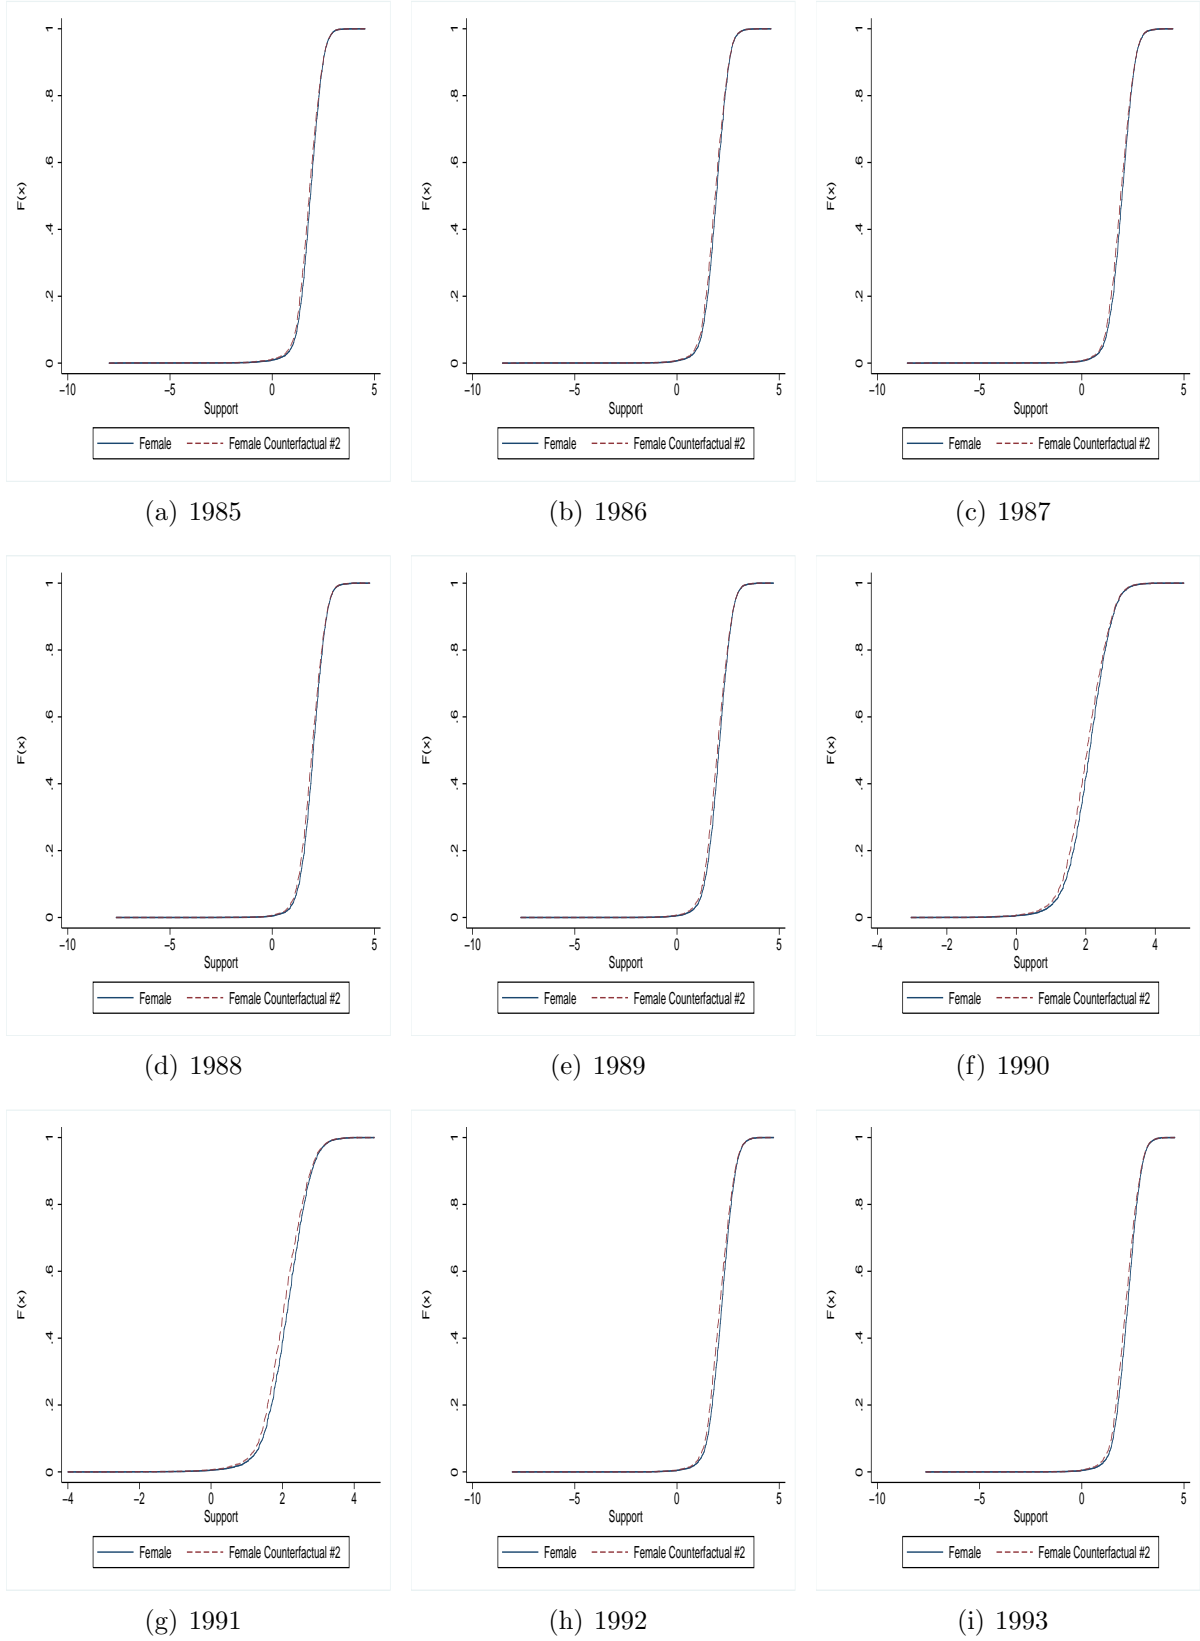 1
.8
.6
.4
.2
0
F(x)
−10 −5 0 5
Support
Female Female Counterfactual #2
(a) 1985
1
.8
.6
.4
.2
0
F(x)
−10 −5 0 5
Support
Female Female Counterfactual #2
(b) 1986
1
.8
.6
.4
.2
0
F(x)
−10 −5 0 5
Support
Female Female Counterfactual #2
(c) 1987
1
.8
.6
.4
.2
0
F(x)
−10 −5 0 5
Support
Female Female Counterfactual #2
(d) 1988
1
.8
.6
.4
.2
0
F(x)
−10 −5 0 5
Support
Female Female Counterfactual #2
(e) 1989
1
.8
.6
.4
.2
0
F(x)
−4 −2 0 2 4
Support
Female Female Counterfactual #2
(f) 1990
1
.8
.6
.4
.2
0
F(x)
−4 −2 0 2 4
Support
Female Female Counterfactual #2
(g) 1991
1
.8
.6
.4
.2
0
F(x)
−10 −5 0 5
Support
Female Female Counterfactual #2
(h) 1992
1
.8
.6
.4
.2
0
F(x)
−10 −5 0 5
Support
Female Female Counterfactual #2
(i) 1993